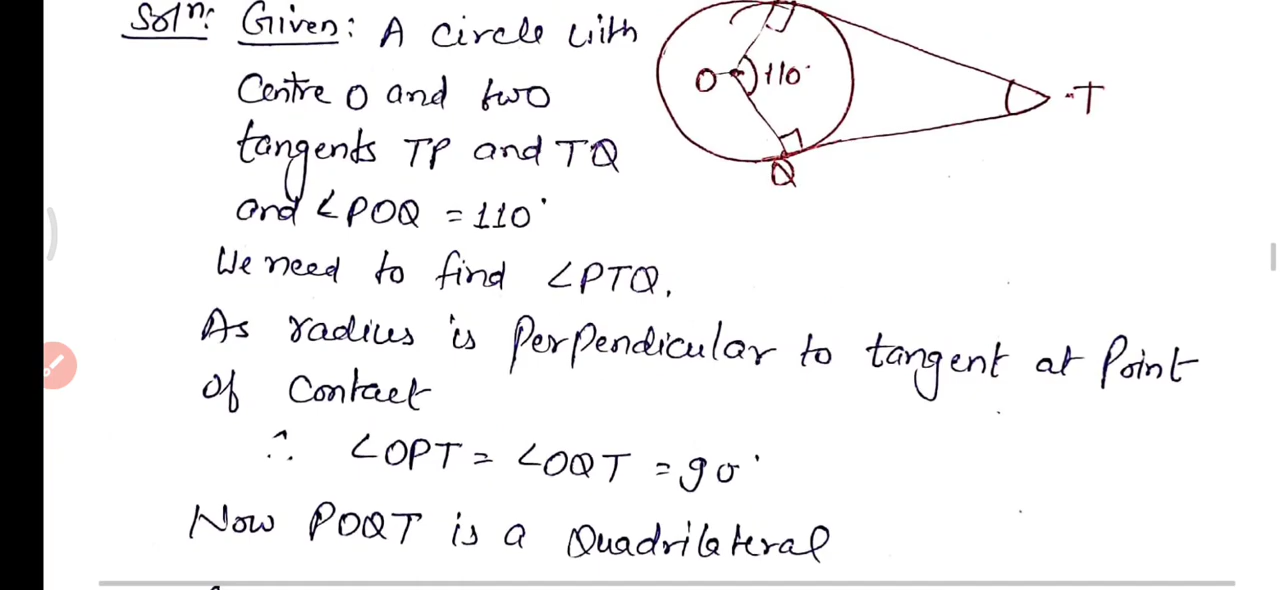 Solⁿ: Given: A circle with
Centre O and two
tangents TP and TQ
and ∠POQ = 110°
We need to find ∠PTQ.
As radius is perpendicular to tangent at Point
of Contact
∴ ∠OPT = ∠OQT = 90°
Now POQT is a Quadrilateral
O 110° T
Q